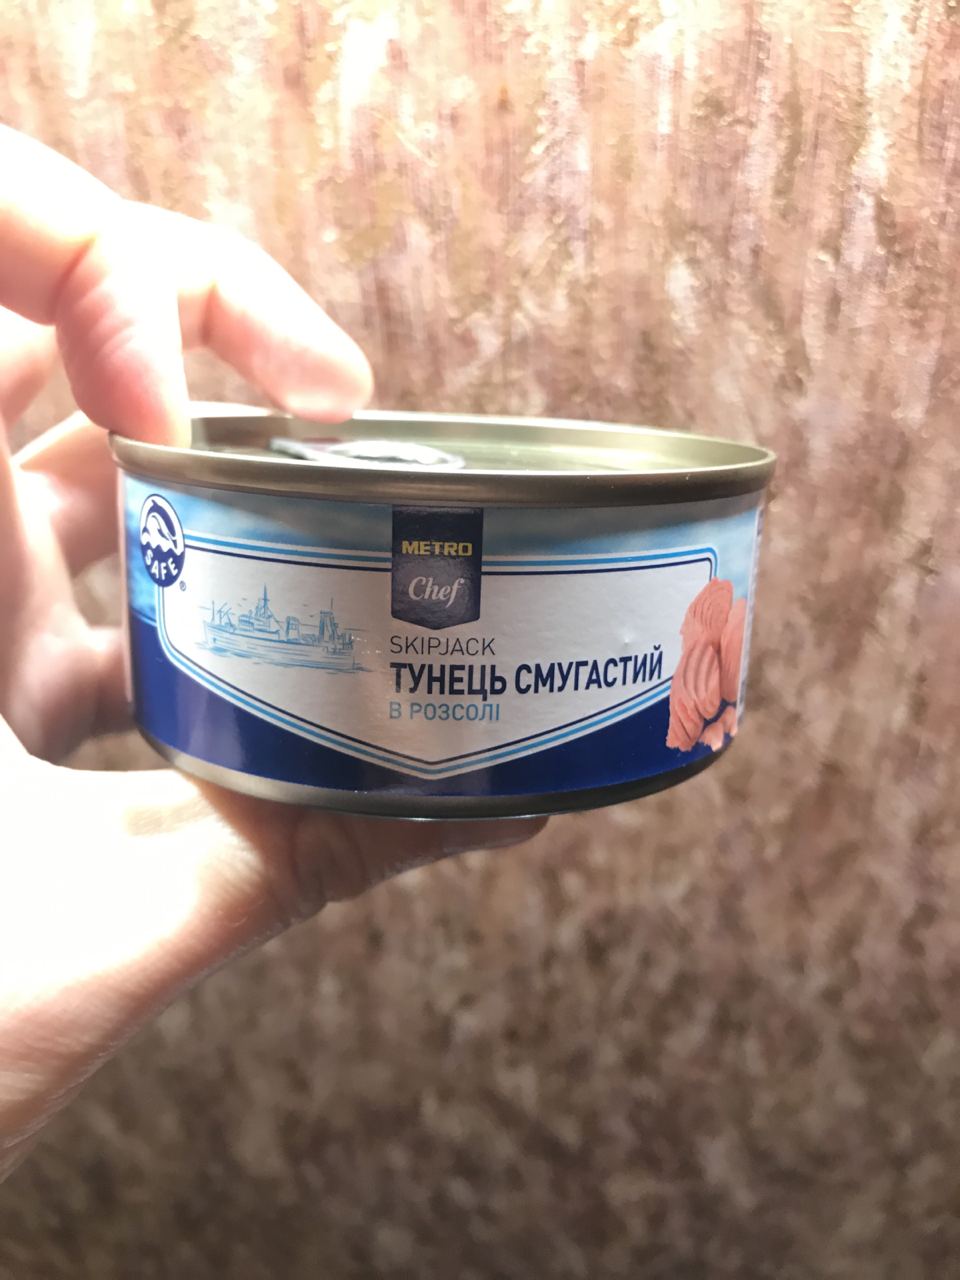 SAFE
®
METRO
Chef
SKIPJACK
ТУНЕЦЬ СМУГАСТИЙ
В РОЗСОЛІ